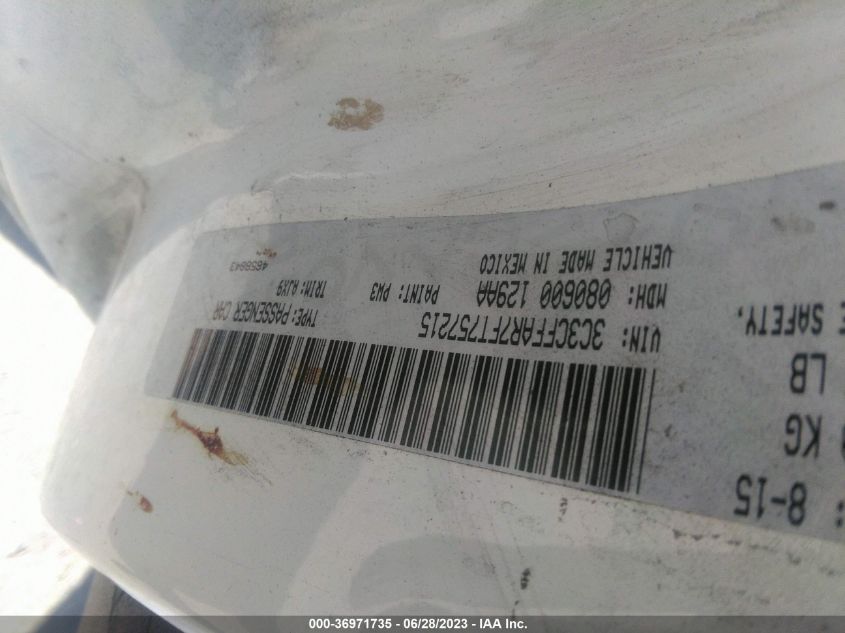 : 8-15
KG
LB
E SAFETY.
VIN: 3C3CFFAR7FT757215
TYPE: PASSENGER CAR
MDH: 080600 129AA
PAINT: PW3
TRIM: AJX9
VEHICLE MADE IN MEXICO
4658643
000-36971735 - 06/28/2023 - IAA Inc.